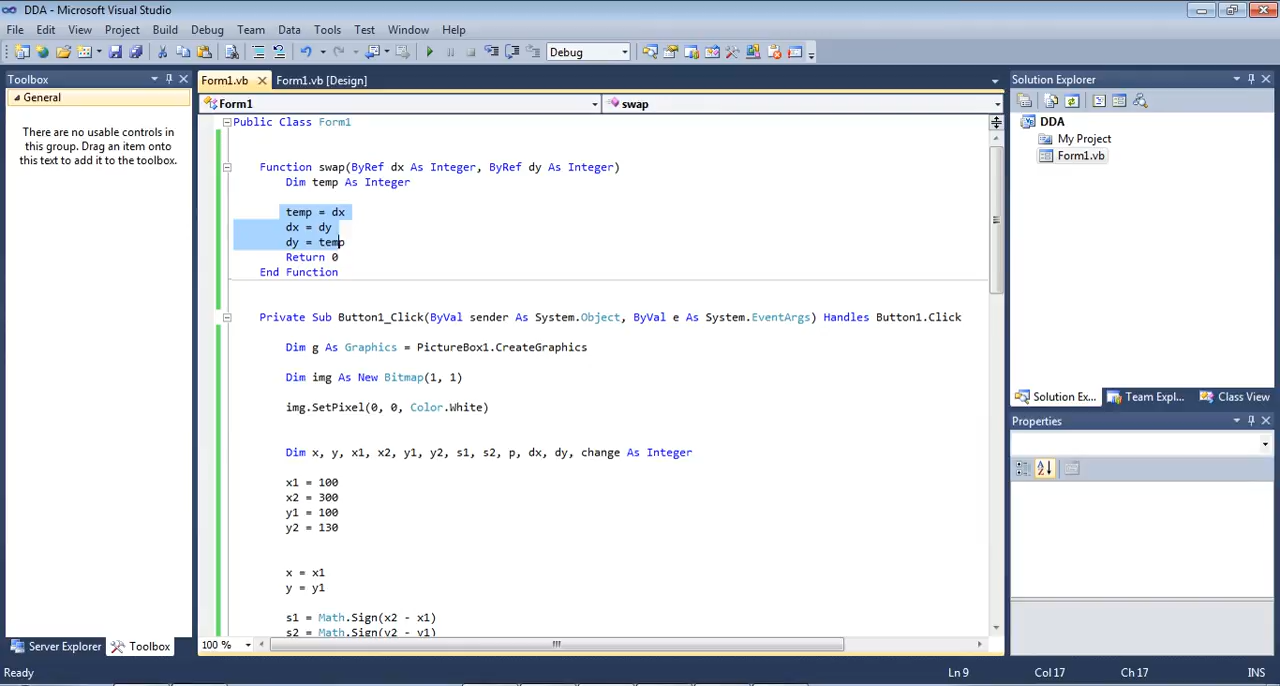 DDA - Microsoft Visual Studio
File Edit View Project Build Debug Team Data Tools Test Window Help
Debug
Toolbox
General
There are no usable controls in
this group. Drag an item onto
this text to add it to the toolbox.
Server Explorer Toolbox
Form1.vb Form1.vb [Design]
Form1 swap
Public Class Form1
Function swap(ByRef dx As Integer, ByRef dy As Integer)
Dim temp As Integer
temp = dx
dx = dy
dy = temp
Return 0
End Function
Private Sub Button1_Click(ByVal sender As System.Object, ByVal e As System.EventArgs) Handles Button1.Click
Dim g As Graphics = PictureBox1.CreateGraphics
Dim img As New Bitmap(1, 1)
img.SetPixel(0, 0, Color.White)
Dim x, y, x1, x2, y1, y2, s1, s2, p, dx, dy, change As Integer
x1 = 100
x2 = 300
y1 = 100
y2 = 130
x = x1
y = y1
s1 = Math.Sign(x2 - x1)
s2 = Math.Sign(y2 - y1)
100 %
Solution Explorer
DDA
My Project
Form1.vb
Solution Ex... Team Expl... Class View
Properties
Ready Ln 9 Col 17 Ch 17 INS